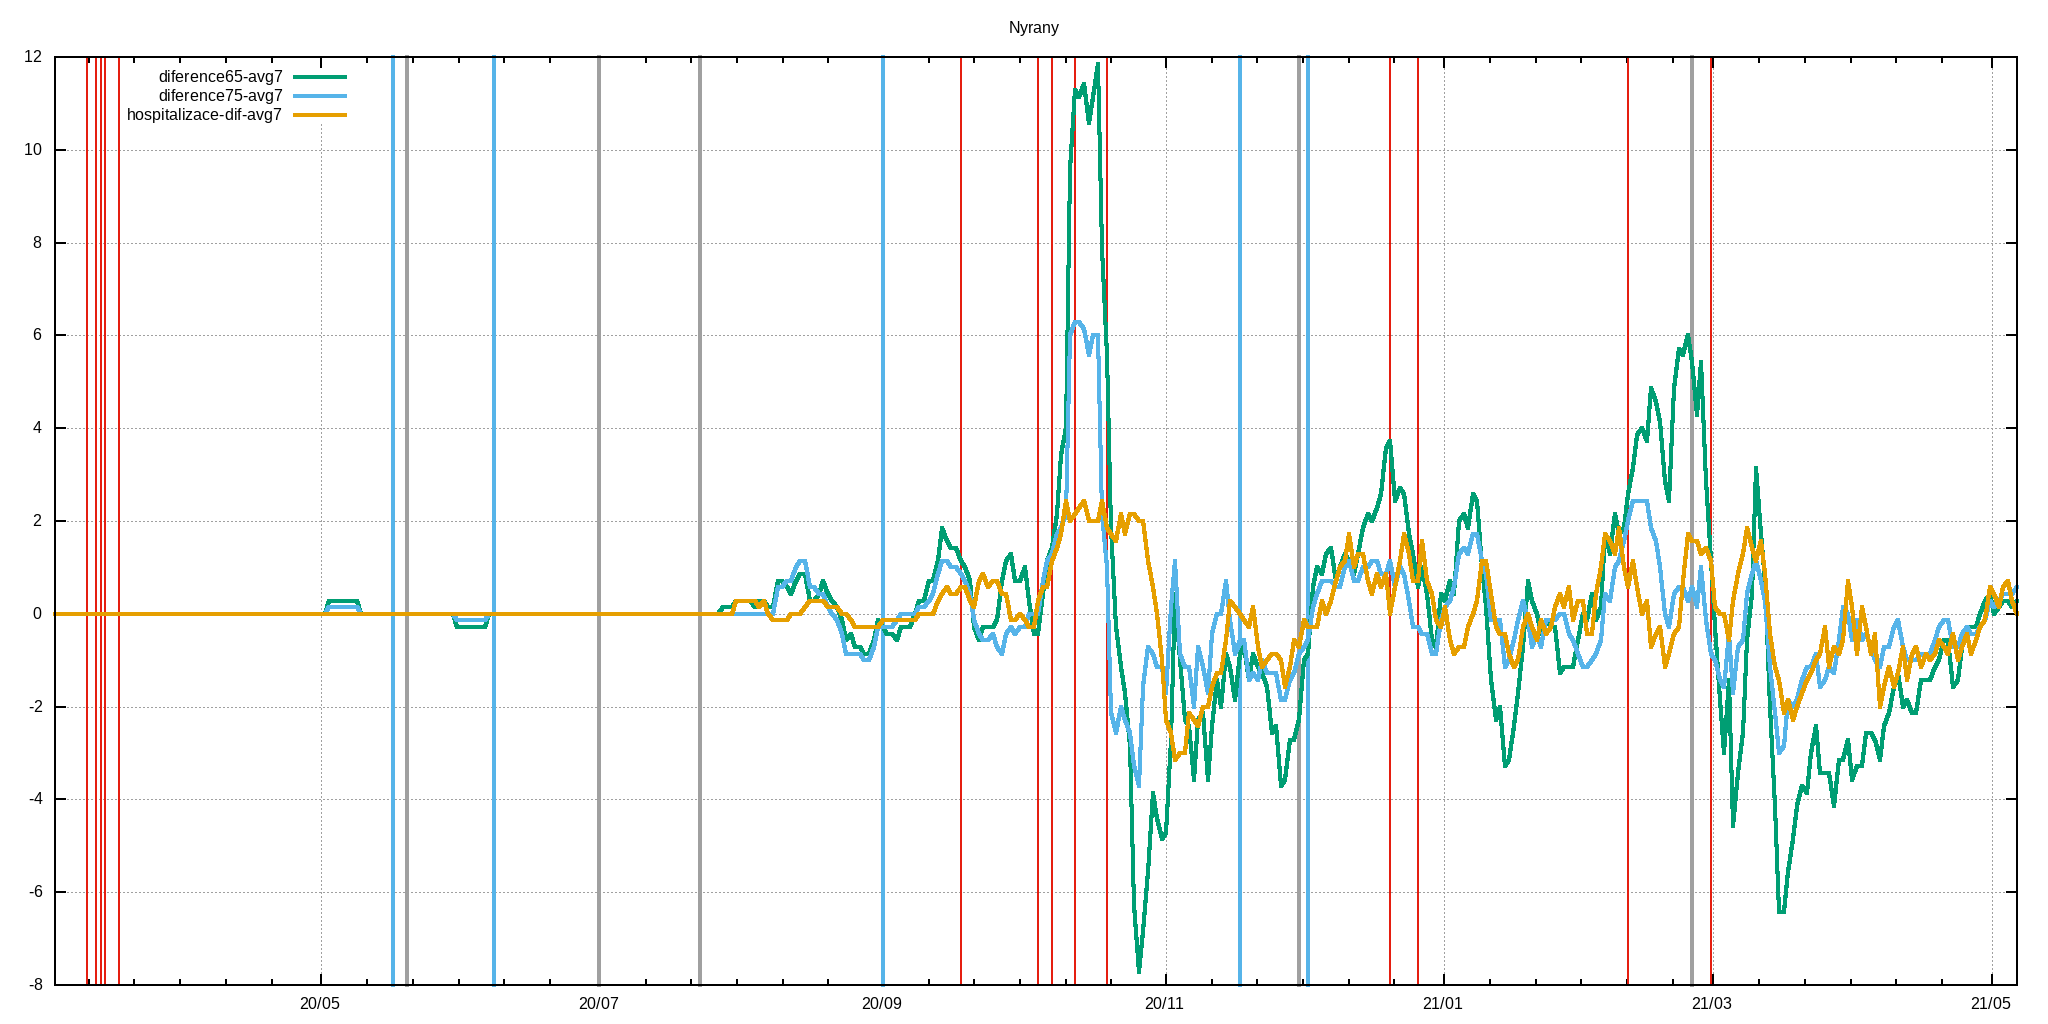 Nyrany
12
diference65-avg7
diference75-avg7
hospitalizace-dif-avg7
10
8
6
4
2
0
-2
-4
-6
-8
20/05 20/07 20/09 20/11 21/01 21/03 21/05